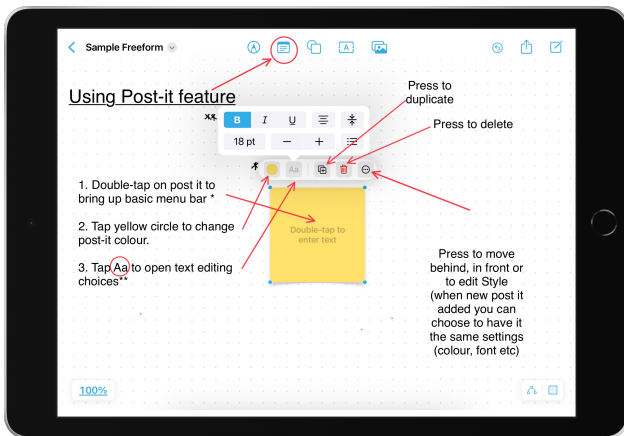 Sample Freeform
A
Using Post-it feature
Press to
duplicate
**
B I U
Press to delete
18 pt − +
*
Aa
1. Double-tap on post it to
bring up basic menu bar *
2. Tap yellow circle to change
post-it colour.
3. Tap Aa to open text editing
choices**
Double-tap to
enter text
Press to move
behind, in front or
to edit Style
(when new post it
added you can
choose to have it
the same settings
(colour, font etc)
100%